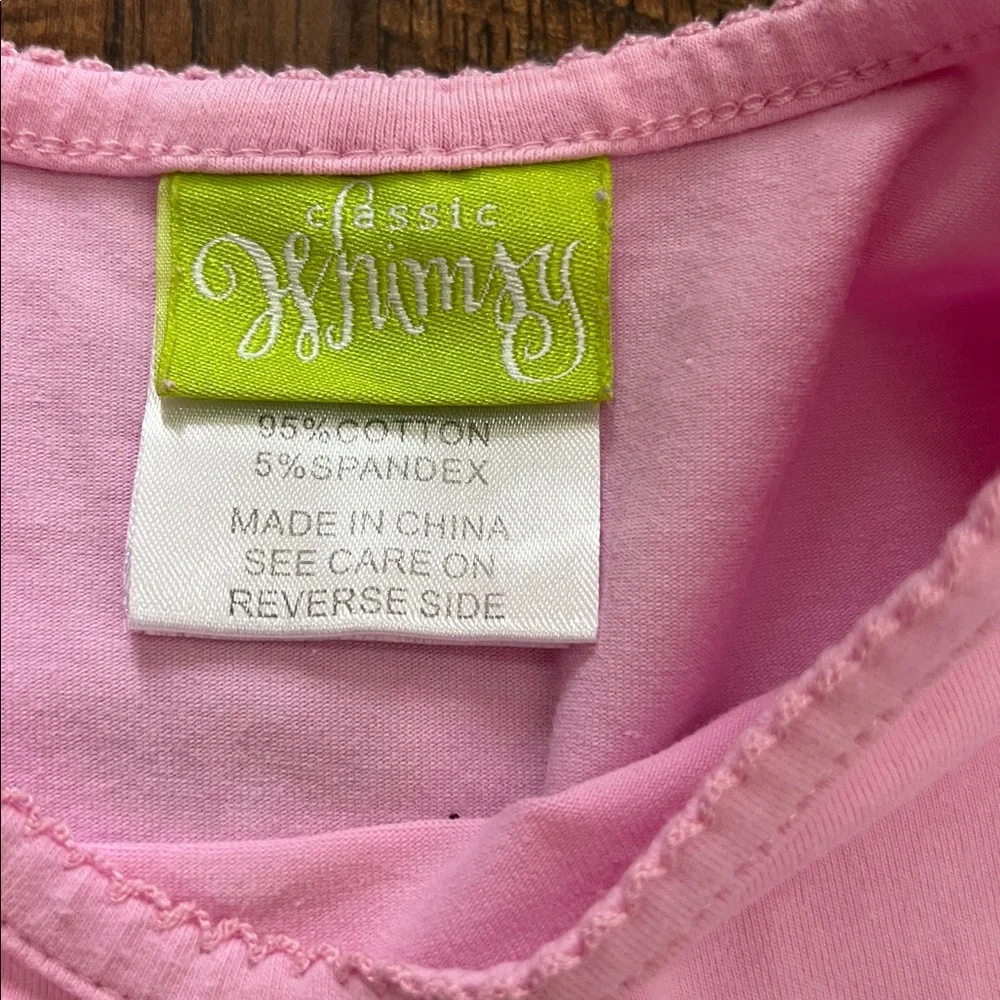 classic
Whimsy
95%COTTON
5%SPANDEX
MADE IN CHINA
SEE CARE ON
REVERSE SIDE